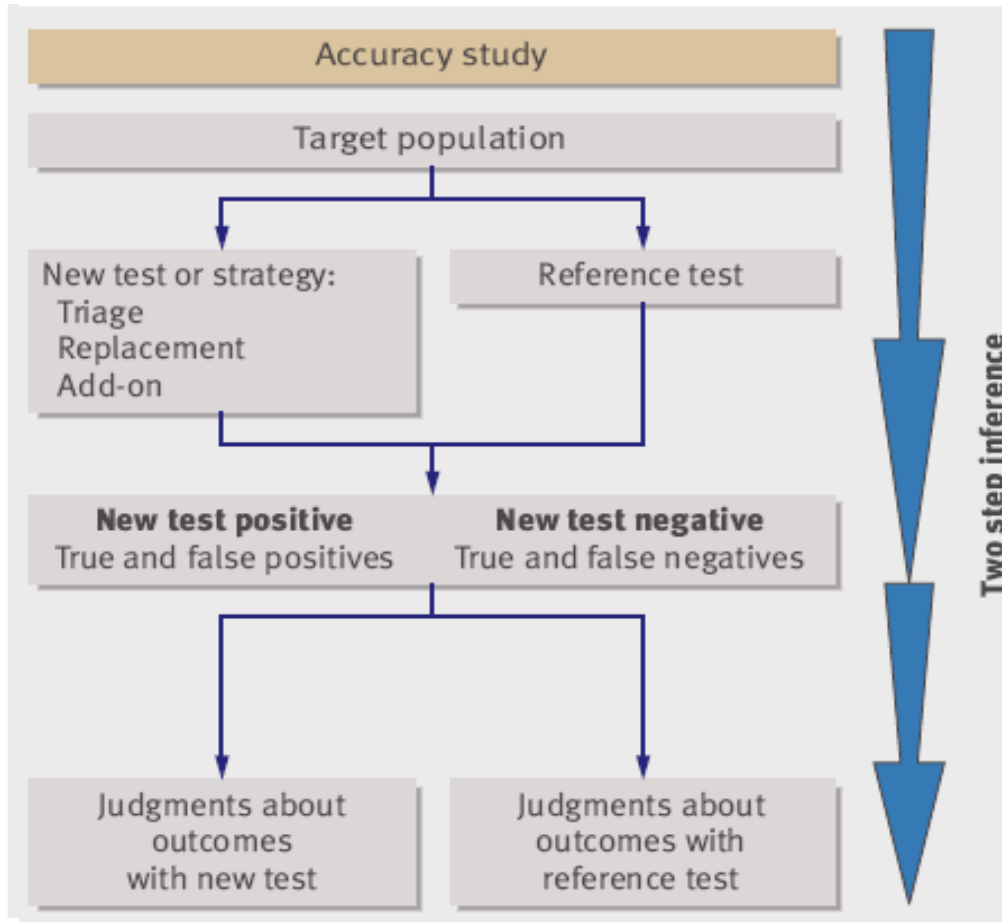 Accuracy study
Target population
New test or strategy:
Triage
Replacement
Add-on
Reference test
New test positive
True and false positives
New test negative
True and false negatives
Judgments about
outcomes
with new test
Judgments about
outcomes with
reference test
Two step inference